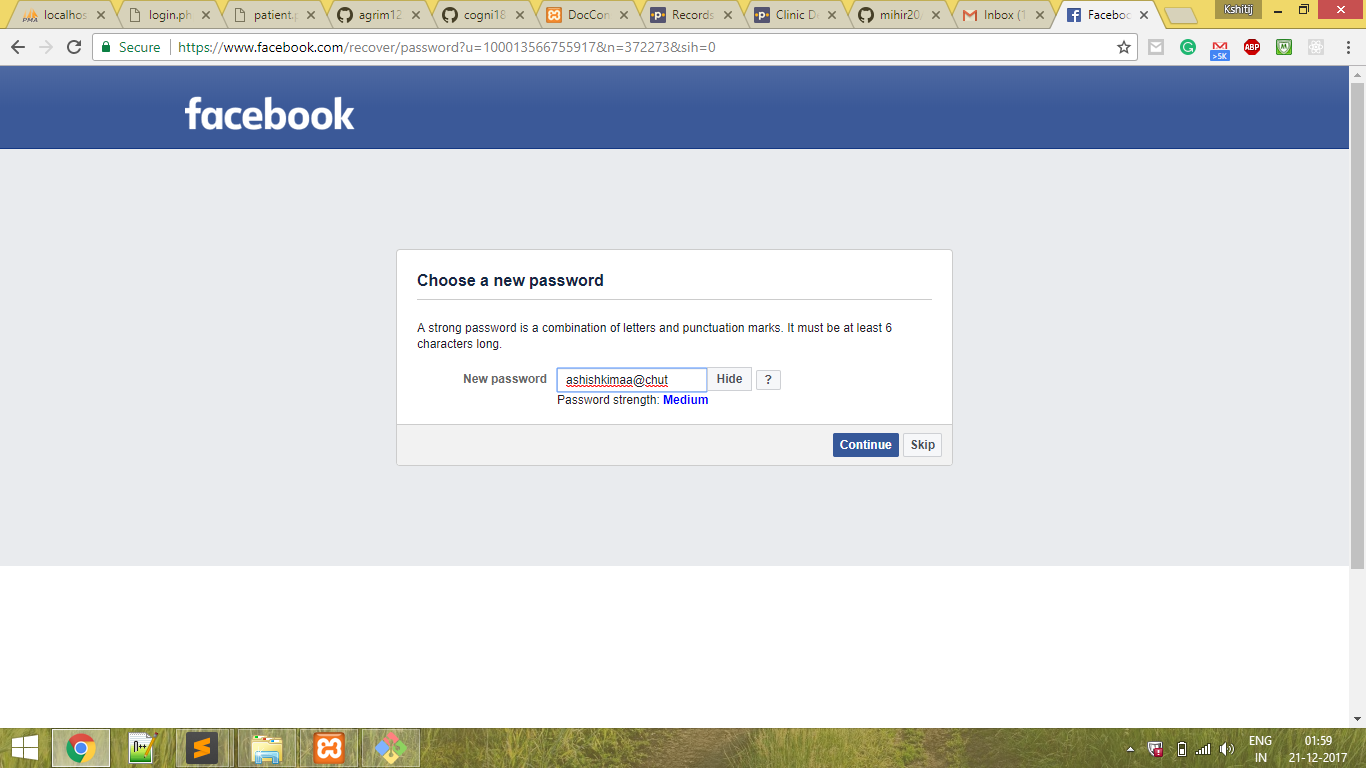 localhos
login.ph
patient.p
agrim12
cogni18
DocCon
Records
Clinic D
mihir20
Inbox (1
Faceboo
Kshitij
Secure
https://www.facebook.com/recover/password?u=100013566755917&n=372273&sih=0
>5K
ABP
facebook
Choose a new password
A strong password is a combination of letters and punctuation marks. It must be at least 6
characters long.
New password ashishkimaa@chut Hide ?
Password strength: Medium
Continue Skip
ENG 01:59
IN 21-12-2017